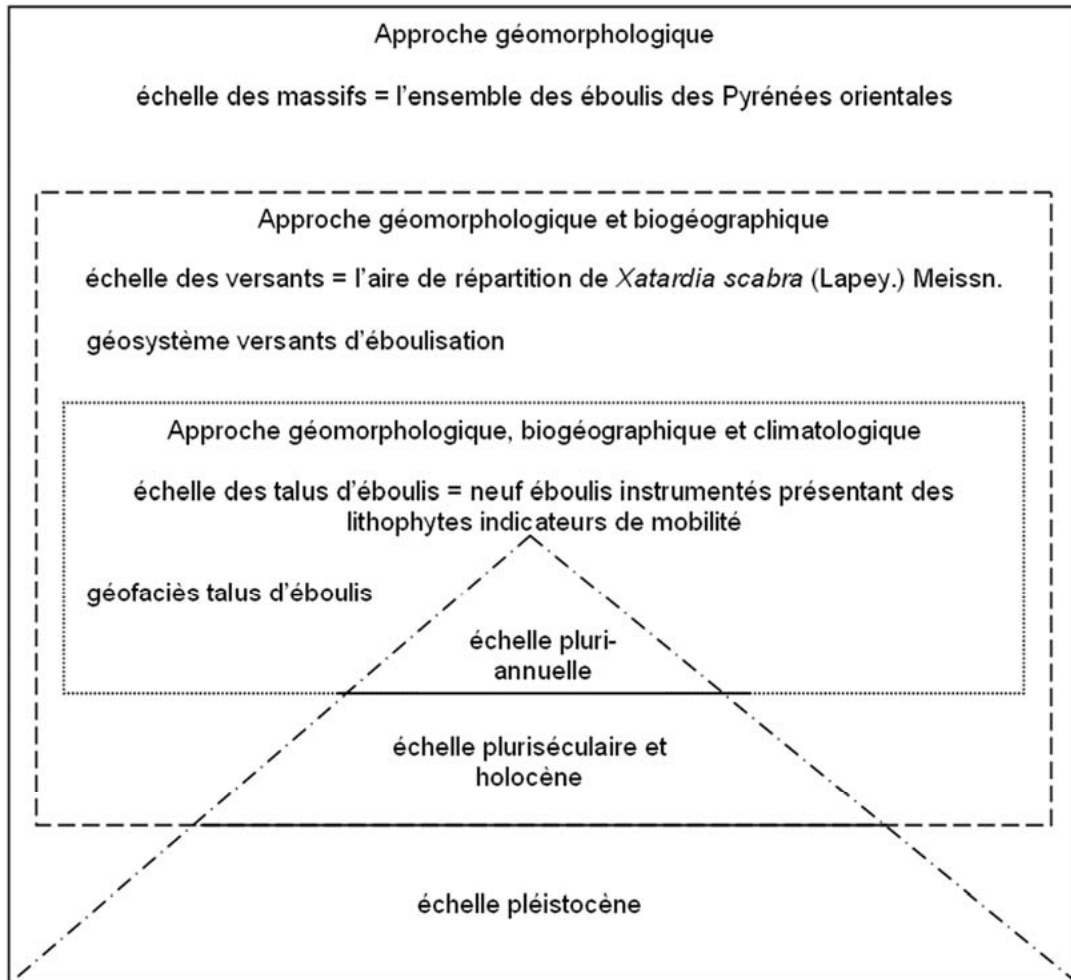 Approche géomorphologique
échelle des massifs = l'ensemble des éboulis des Pyrénées orientales
Approche géomorphologique et biogéographique
échelle des versants = l'aire de répartition de Xatardia scabra (Lapey.) Meissn.
géosystème versants d'éboulisation
Approche géomorphologique, biogéographique et climatologique
échelle des talus d'éboulis = neuf éboulis instrumentés présentant des
lithophytes indicateurs de mobilité
géofaciès talus d'éboulis
échelle pluri-
annuelle
échelle pluriséculaire et
holocène
échelle pléistocène